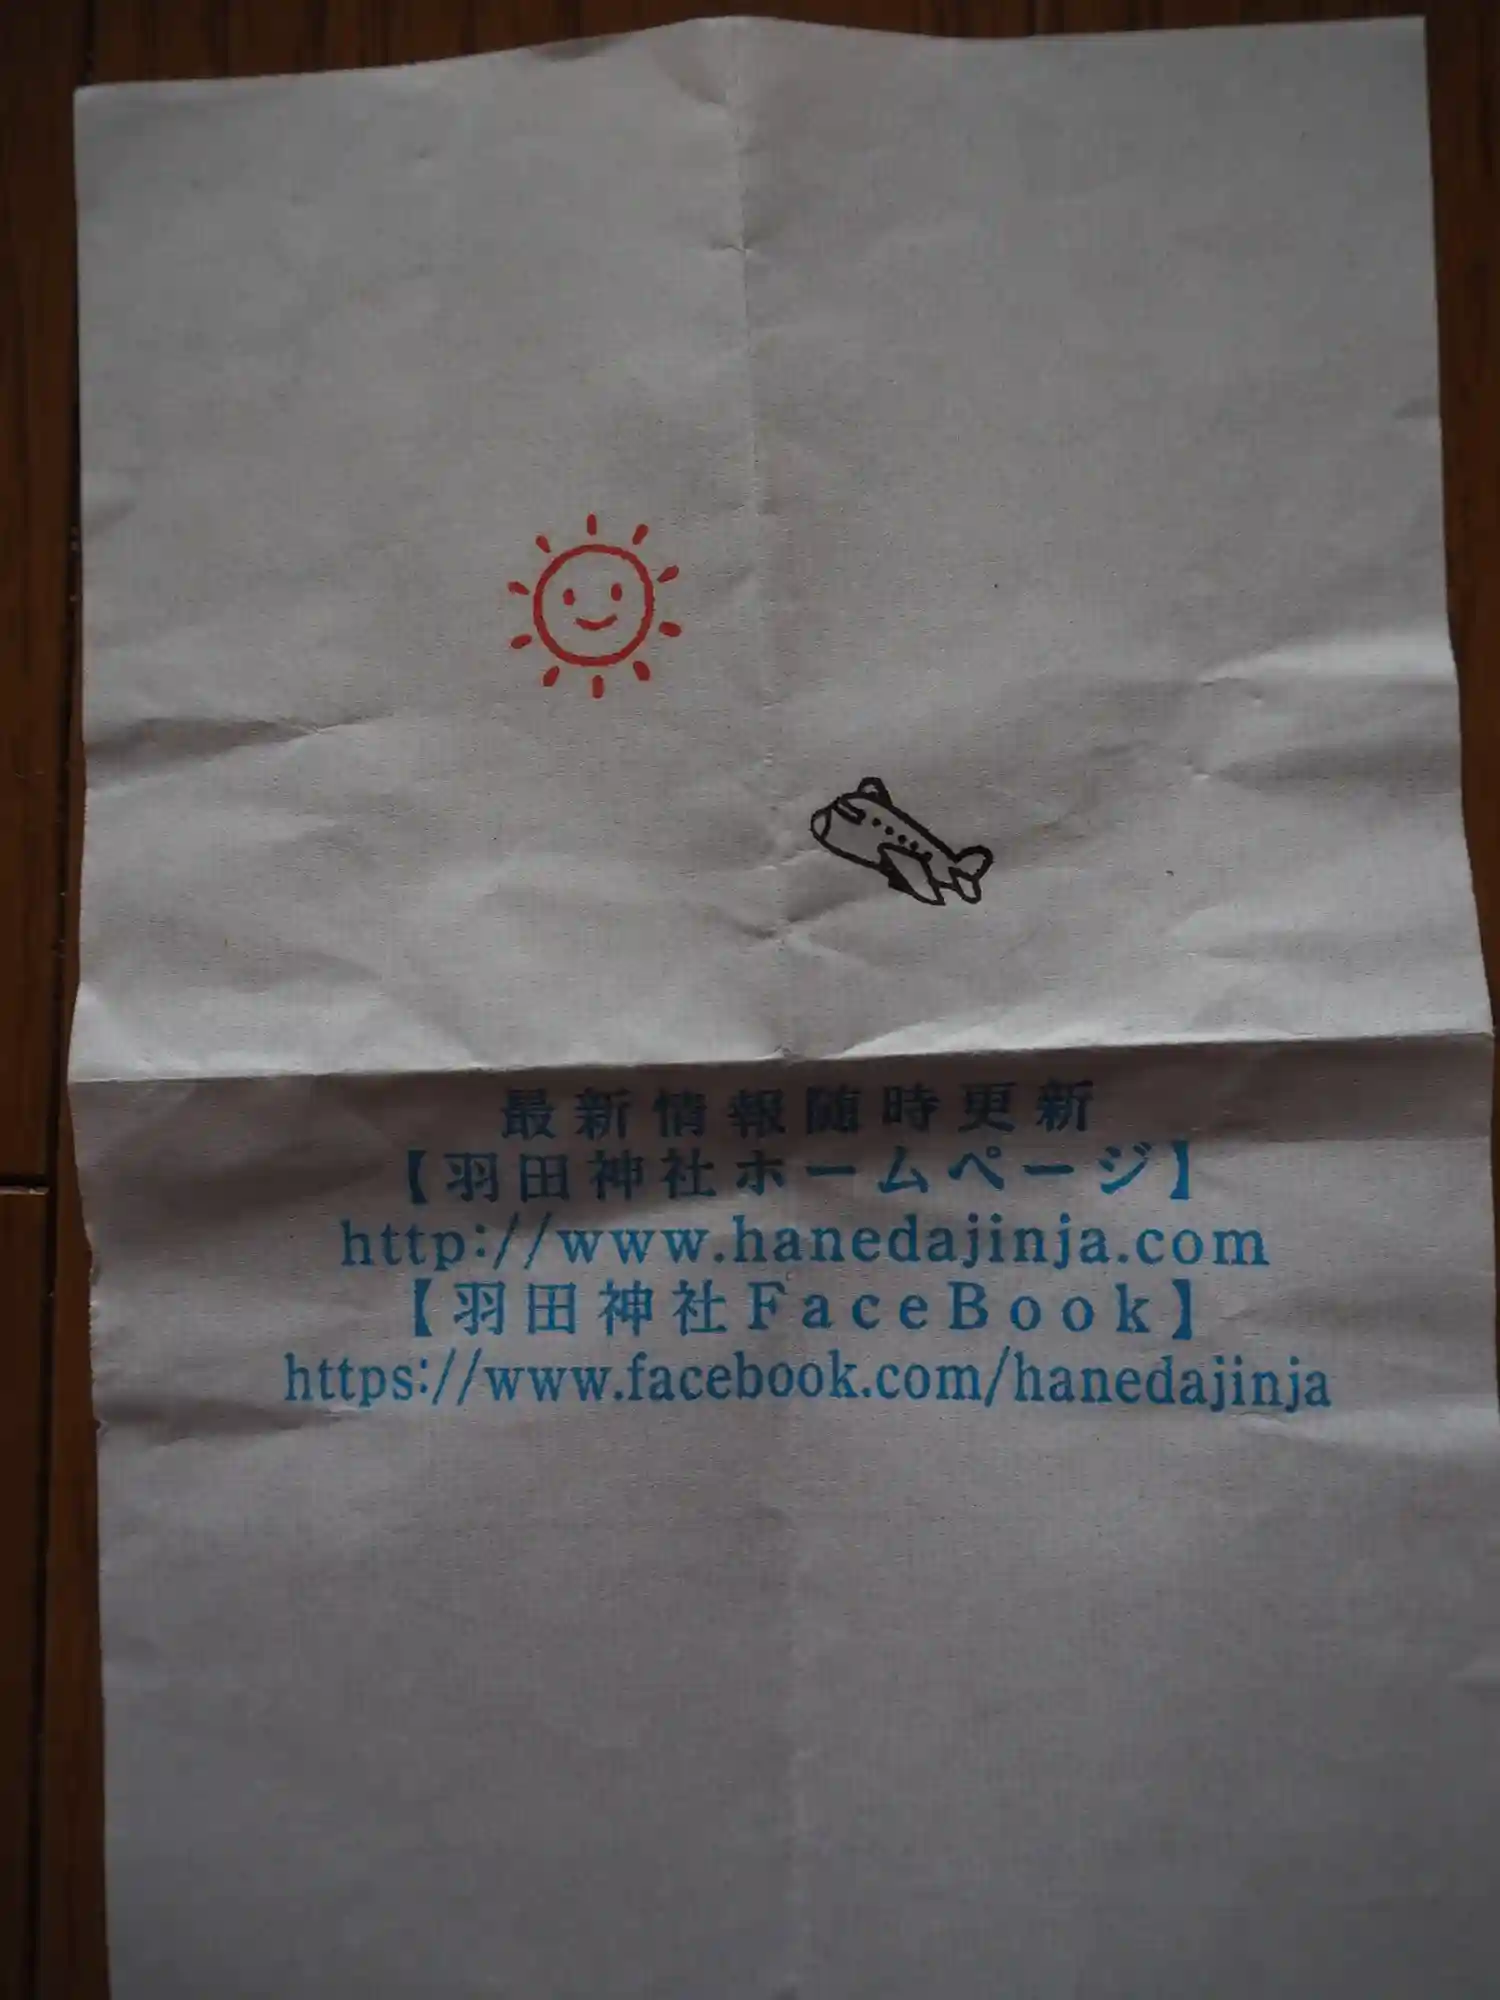 最新情報随時更新
【羽田神社ホームページ】
http://www.hanedajinja.com
【羽田神社FaceBook】
https://www.facebook.com/hanedajinja